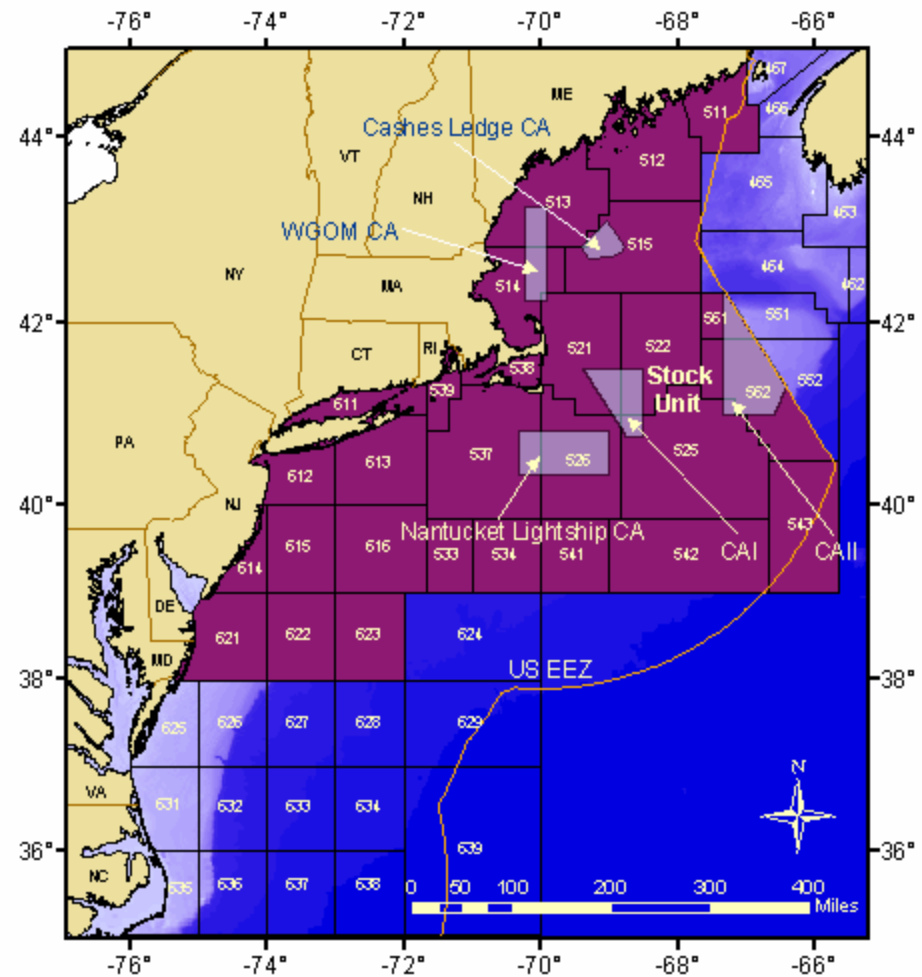 -76° -74° -72° -70° -68° -66°
467
ME
511
466
44°
44°
Cashes Ledge CA
VT
512
465
NH
513
463
WGOM CA
515
464
NY
MA
514
462
42°
42°
561
551
CT
RI
521
522
538
Stock
552
539
Unit
562
611
PA
537
525
613
526
612
40°
NJ
40°
Nantucket Lightship CA
543
615
616
533
534
541
542
CAI
CAII
614
DE
621
622
623
624
MD
38°
US EEZ
38°
625
626
627
628
629
N
VA
631
632
633
634
36°
639
36°
NC
635
636
637
638
0 50 100 200 300 400
Miles
-76° -74° -72° -70° -68° -66°